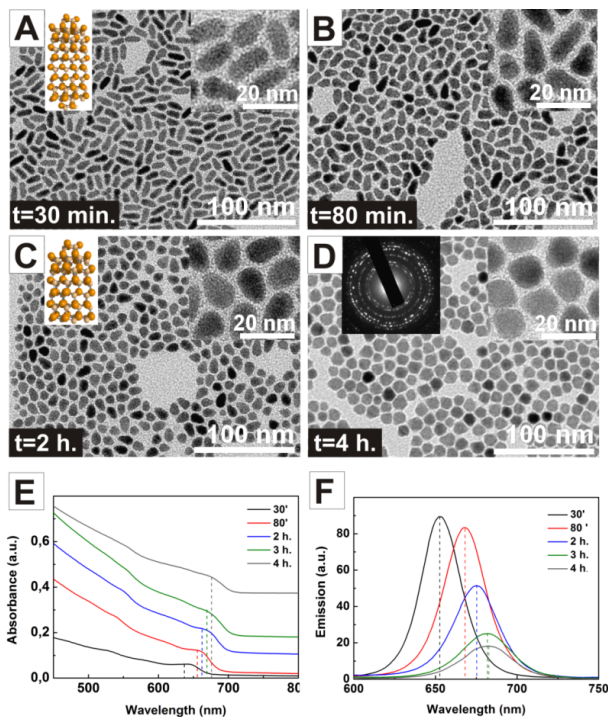 A
20 nm
t=30 min.
100 nm
B
20 nm
t=80 min.
100 nm
C
20 nm
t=2 h.
100 nm
D
20 nm
t=4 h.
100 nm
E
30'
80'
2 h.
3 h.
4 h.
Absorbance (a.u.)
0,6
0,4
0,2
0,0
500
600
700
80
Wavelength (nm)
F
30'
80'
2 h.
3 h.
4 h
Emission (a.u.)
80
60
40
20
0
600
650
700
750
Wavelength (nm)